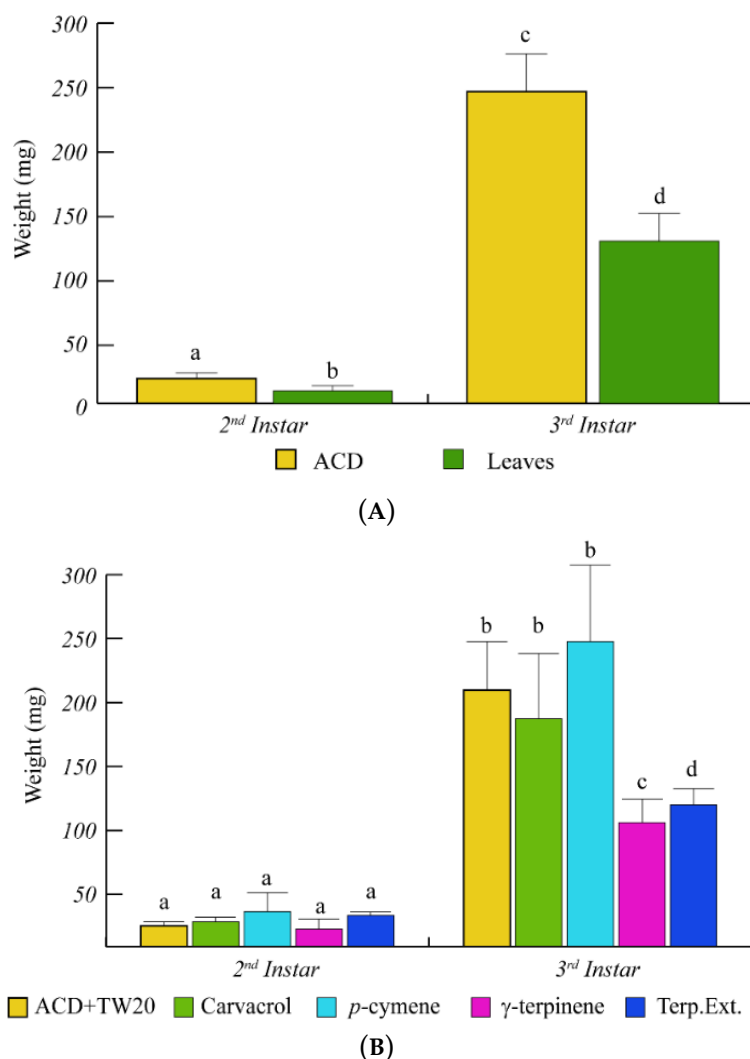 300
c
250
200
d
150
Weight (mg)
100
50
a
b
0
2nd Instar
3rd Instar
ACD
Leaves
(A)
300
b
250
b
b
200
Weight (mg)
150
c
d
100
50
a
a
a
a
a
2nd Instar
3rd Instar
ACD+TW20
Carvacrol
p-cymene
γ-terpinene
Terp.Ext.
(B)